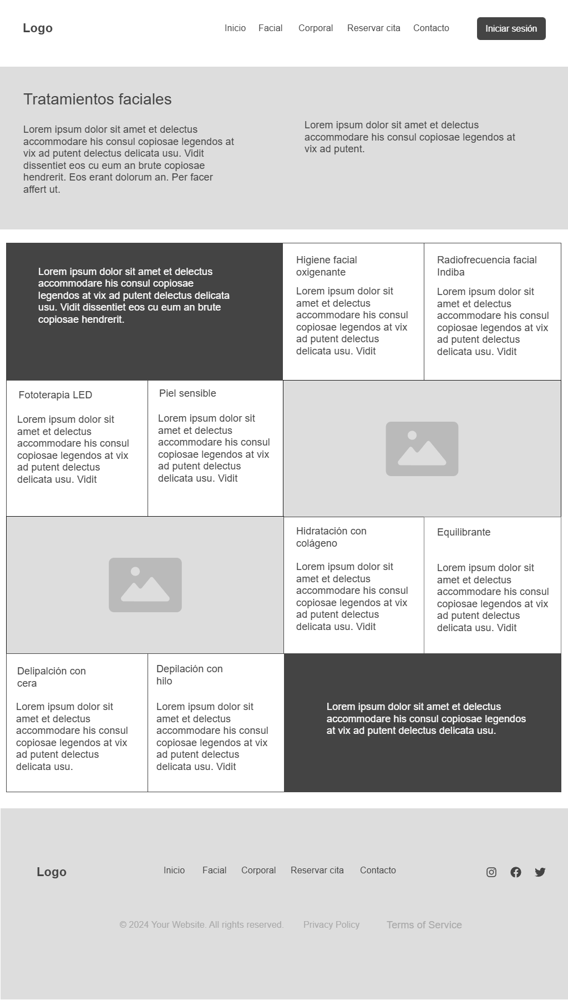 Logo
Inicio Facial Corporal Reservar cita Contacto Iniciar sesión
Tratamientos faciales
Lorem ipsum dolor sit amet et delectus
accommodare his consul copiosae legendos at
vix ad putent delectus delicata usu. Vidit
dissentiet eos cu eum an brute copiosae
hendrerit. Eos erant dolorum an. Per facer
affert ut.
Lorem ipsum dolor sit amet et delectus
accommodare his consul copiosae legendos at
vix ad putent.
Lorem ipsum dolor sit amet et delectus
accommodare his consul copiosae
legendos at vix ad putent delectus delicata
usu. Vidit dissentiet eos cu eum an brute
copiosae hendrerit.
Higiene facial
oxigenante
Lorem ipsum dolor sit
amet et delectus
accommodare his consul
copiosae legendos at vix
ad putent delectus
delicata usu. Vidit
Radiofrecuencia facial
Indiba
Lorem ipsum dolor sit
amet et delectus
accommodare his consul
copiosae legendos at vix
ad putent delectus
delicata usu. Vidit
Fototerapia LED
Lorem ipsum dolor sit
amet et delectus
accommodare his consul
copiosae legendos at vix
ad putent delectus
delicata usu. Vidit
Piel sensible
Lorem ipsum dolor sit
amet et delectus
accommodare his consul
copiosae legendos at vix
ad putent delectus
delicata usu. Vidit
Hidratación con
colágeno
Lorem ipsum dolor sit
amet et delectus
accommodare his consul
copiosae legendos at vix
ad putent delectus
delicata usu. Vidit
Equilibrante
Lorem ipsum dolor sit
amet et delectus
accommodare his consul
copiosae legendos at vix
ad putent delectus
delicata usu. Vidit
Delipalción con
cera
Lorem ipsum dolor sit
amet et delectus
accommodare his consul
copiosae legendos at vix
ad putent delectus
delicata usu.
Depilación con
hilo
Lorem ipsum dolor sit
amet et delectus
accommodare his consul
copiosae legendos at vix
ad putent delectus
delicata usu. Vidit
Lorem ipsum dolor sit amet et delectus
accommodare his consul copiosae legendos
at vix ad putent delectus delicata usu.
Logo
Inicio Facial Corporal Reservar cita Contacto
© 2024 Your Website. All rights reserved. Privacy Policy Terms of Service